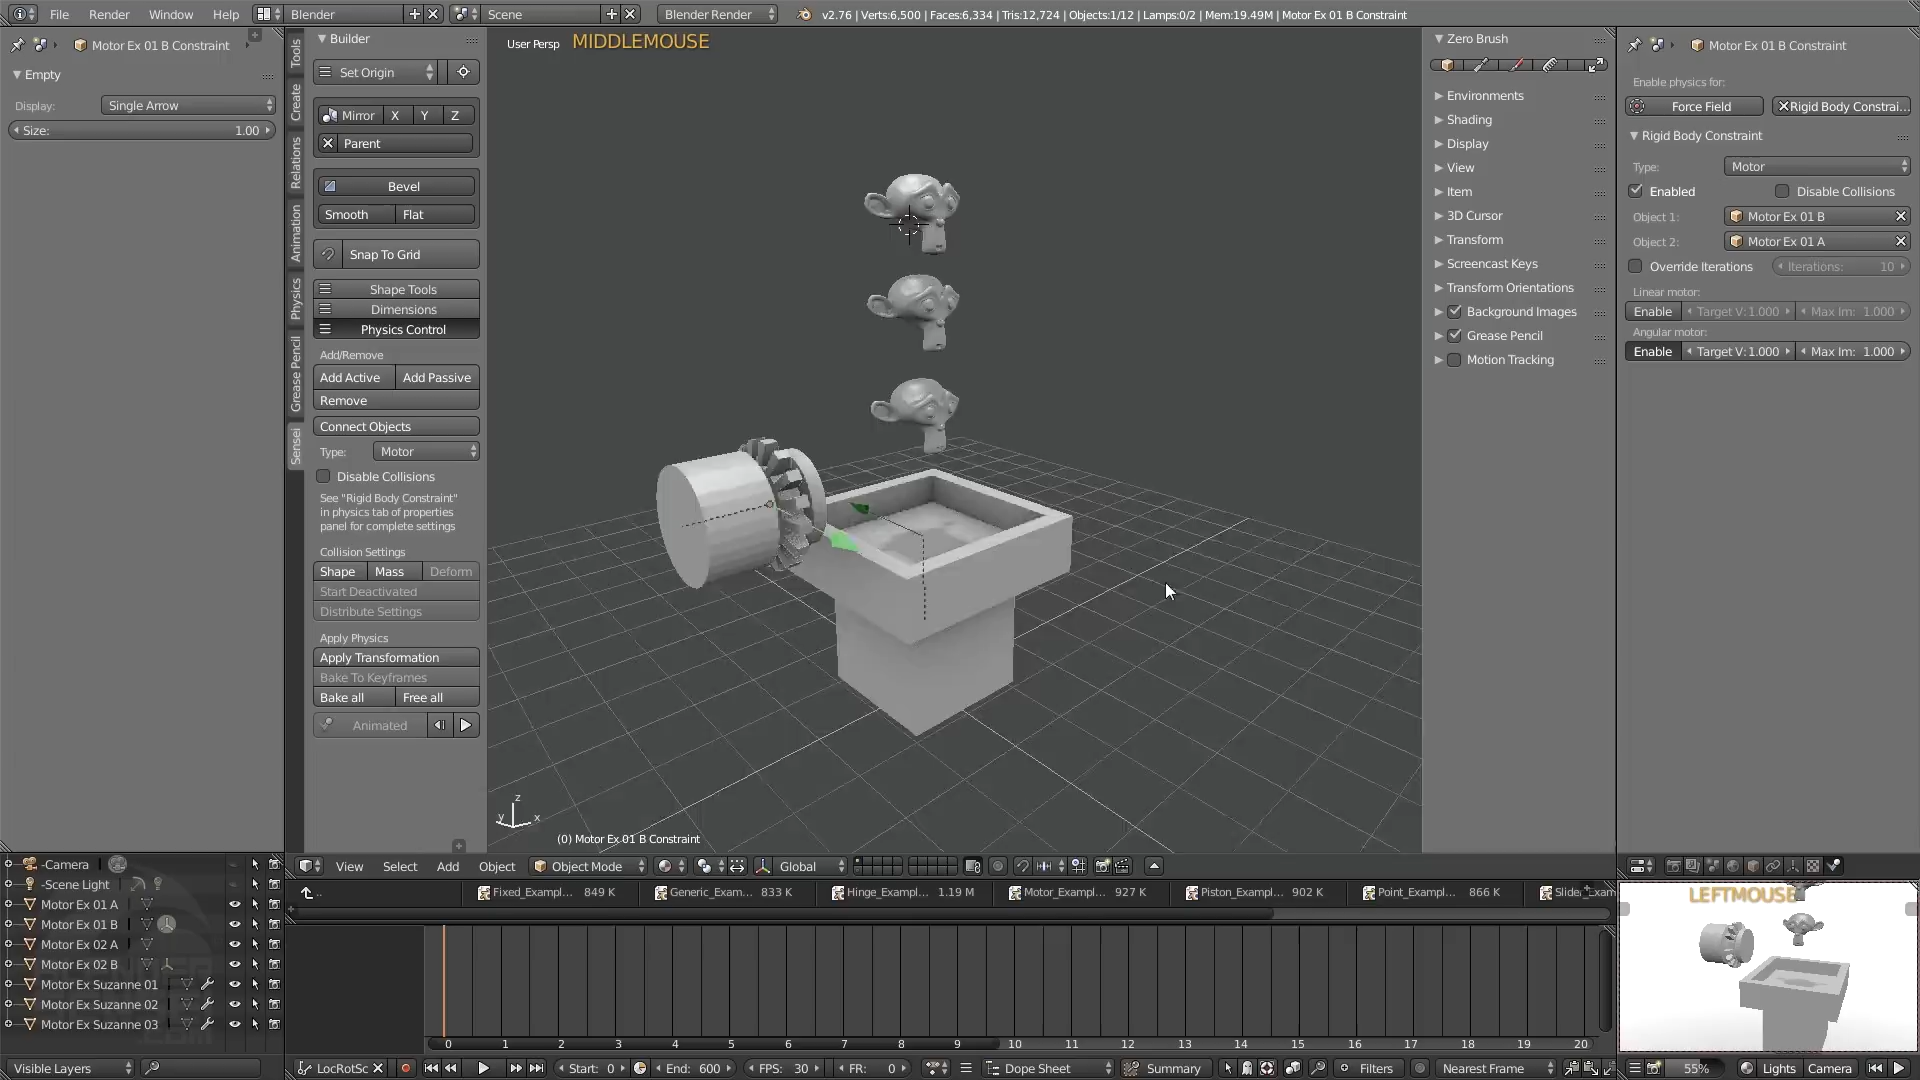 File Render Window Help Blender Scene Blender Render v2.76 | Verts:6,500 | Faces:6,334 | Tris:12,724 | Objects:1/12 | Lamps:0/2 | Mem:19.49M | Motor Ex 01 B Constraint
Motor Ex 01 B Constraint
Empty
Display: Single Arrow
Size: 1.00
Tools
Create
Relations
Animation
Physics
Grease Pencil
Sensei
Builder
Set Origin
Mirror X Y Z
Parent
Bevel
Smooth Flat
Snap To Grid
Shape Tools
Dimensions
Physics Control
Add/Remove
Add Active Add Passive
Remove
Connect Objects
Type: Motor
Disable Collisions
See "Rigid Body Constraint"
in physics tab of properties
panel for complete settings
Collision Settings
Shape Mass Deform
Start Deactivated
Distribute Settings
Apply Physics
Apply Transformation
Bake To Keyframes
Bake all Free all
Animated
User Persp MIDDLEMOUSE
z
y x
(0) Motor Ex 01 B Constraint
Zero Brush
Environments
Shading
Display
View
Item
3D Cursor
Transform
Screencast Keys
Transform Orientations
Background Images
Grease Pencil
Motion Tracking
Motor Ex 01 B Constraint
Enable physics for:
Force Field Rigid Body Constrai...
Rigid Body Constraint
Type: Motor
Enabled Disable Collisions
Object 1: Motor Ex 01 B
Object 2: Motor Ex 01 A
Override Iterations Iterations: 10
Linear motor:
Enable Target V: 1.000 Max Im: 1.000
Angular motor:
Enable Target V: 1.000 Max Im: 1.000
View Select Add Object Object Mode Global
.. Fixed_Exampl... 849 K Generic_Exam... 833 K Hinge_Exampl... 1.19 M Motor_Exampl... 927 K Piston_Exampl... 902 K Point_Exampl... 866 K
-Camera
-Scene Light
Motor Ex 01 A
Motor Ex 01 B
Motor Ex 02 A
Motor Ex 02 B
Motor Ex Suzanne 01
Motor Ex Suzanne 02
Motor Ex Suzanne 03
LEFTMOUSE
0 1 2 3 4 5 6 7 8 9 10 11 12 13 14 15 16 17 18 19 20
Visible Layers LocRotSc Start: 0 End: 600 FPS: 30 FR: 0 Dope Sheet Summary Filters Nearest Frame 55% Lights Camera